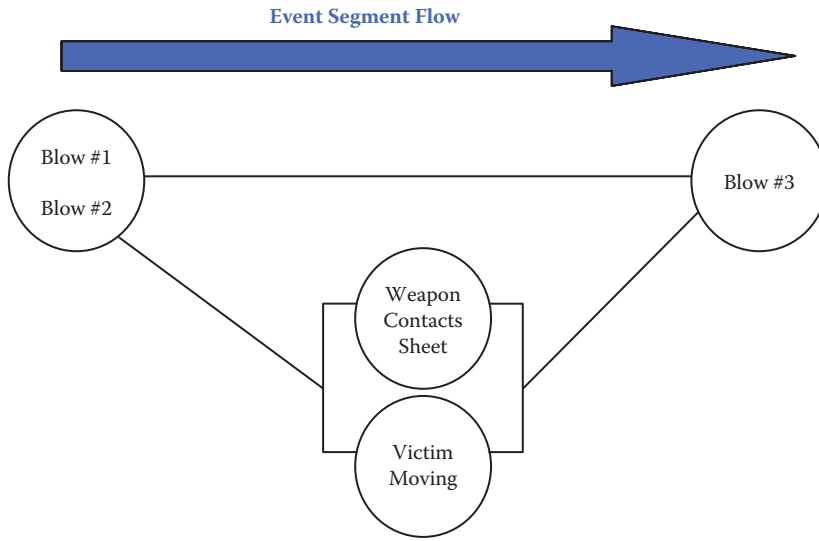 Event Segment Flow
Blow #1
Blow #2
Blow #3
Weapon
Contacts
Sheet
Victim
Moving